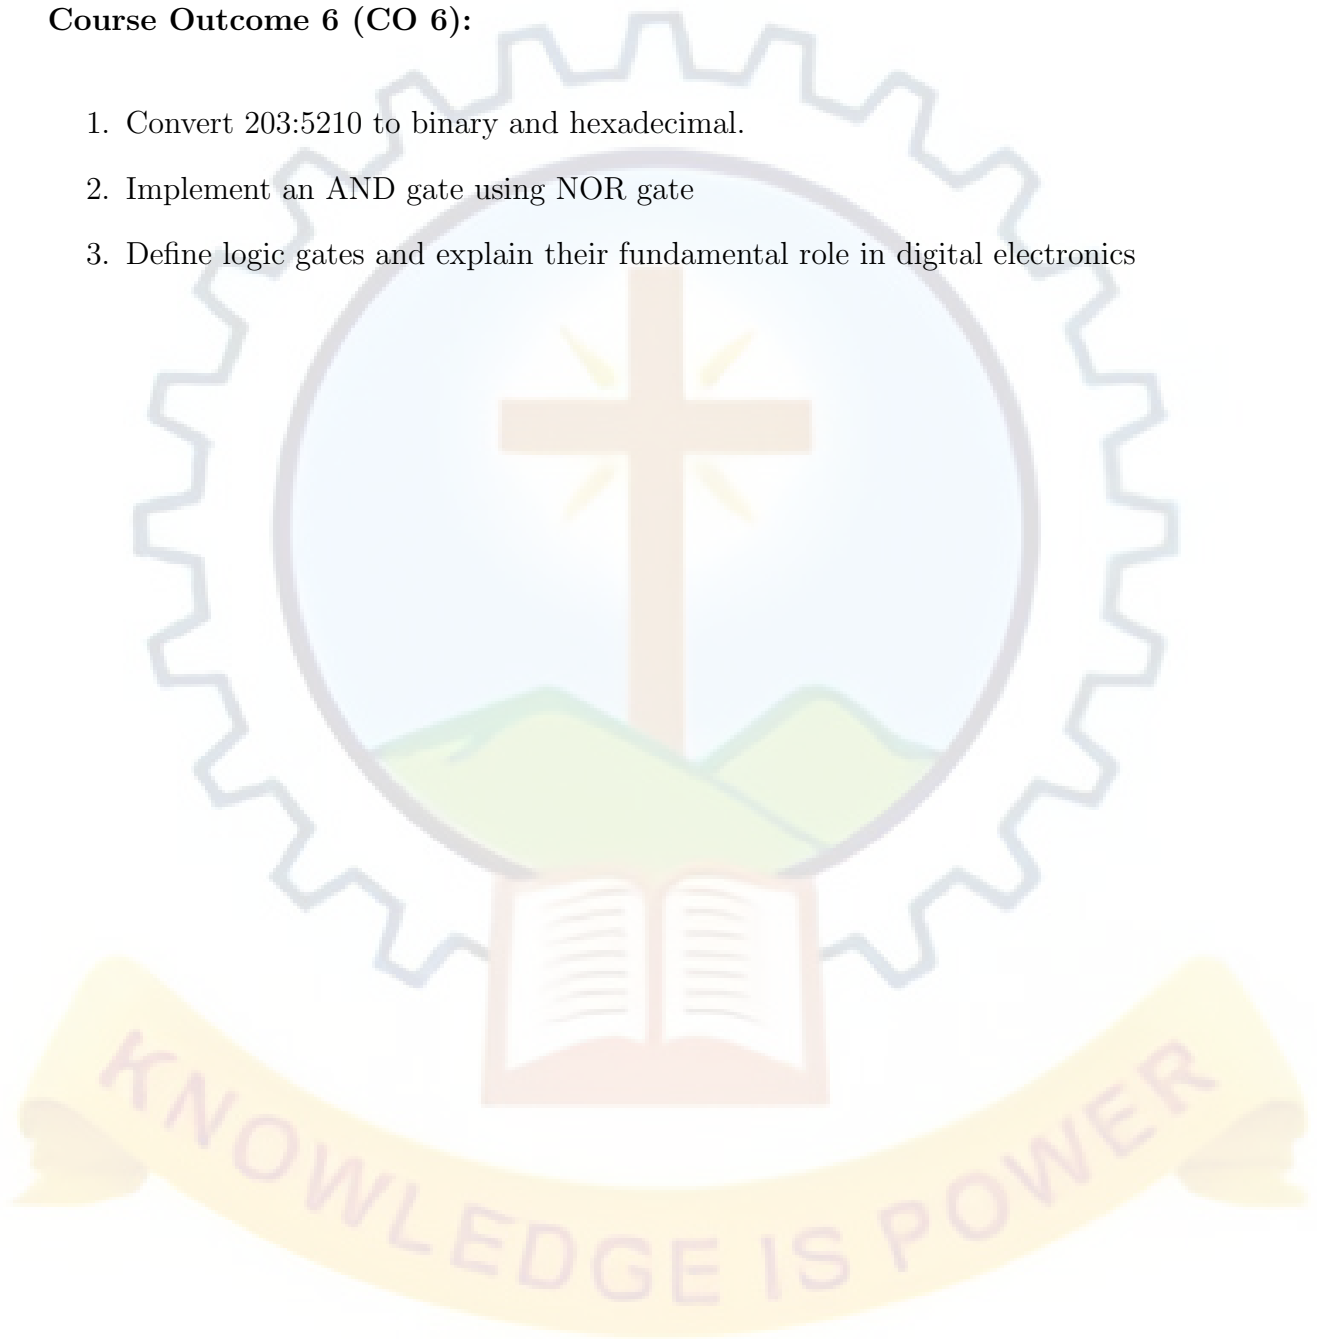 Course Outcome 6 (CO 6):
1. Convert 203:5210 to binary and hexadecimal.
2. Implement an AND gate using NOR gate
3. Define logic gates and explain their fundamental role in digital electronics
KNOWLEDGE IS POWER